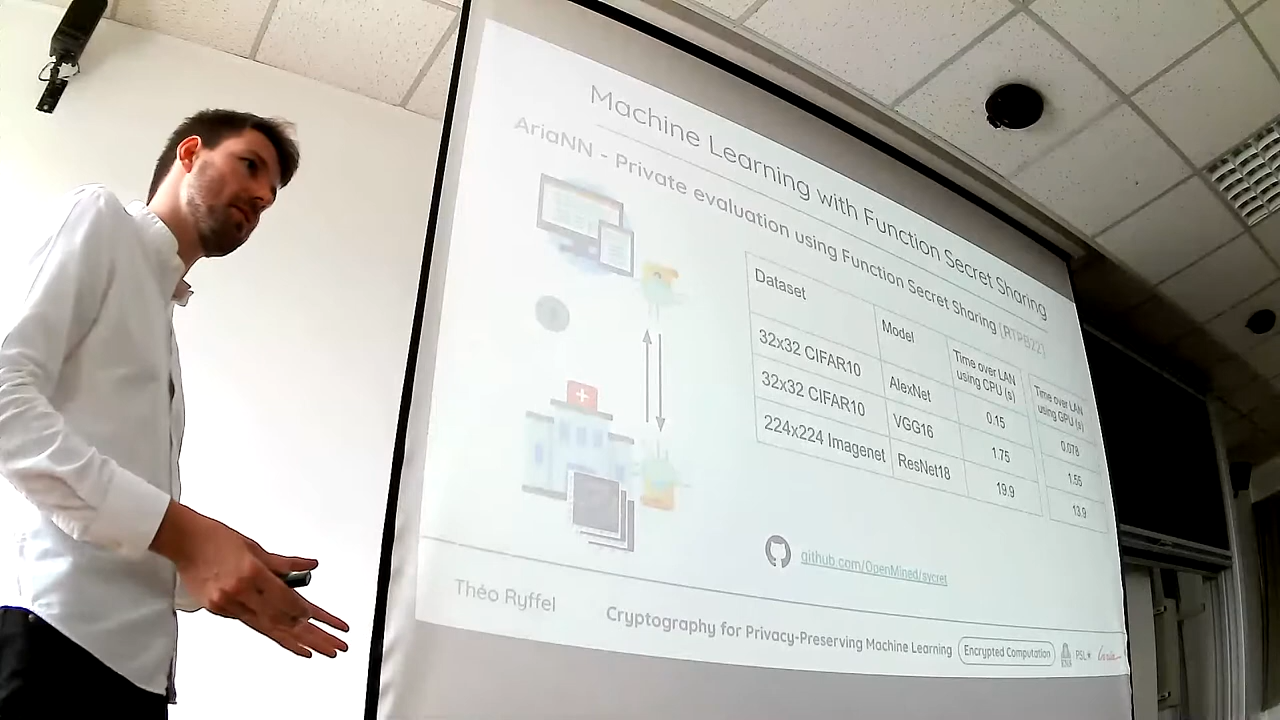 Machine Learning with Function Secret Sharing
AriaNN - Private evaluation using Function Secret Sharing [RTPB22]
Dataset Model Time over LAN using CPU (s) Time over LAN using GPU (s)
32x32 CIFAR10 AlexNet 0.15 0.078
32x32 CIFAR10 VGG16 1.75 1.55
224x224 Imagenet ResNet18 19.9 13.9
github.com/OpenMined/sycret
Théo Ryffel Cryptography for Privacy-Preserving Machine Learning Encrypted Computation ENS PSL Inria